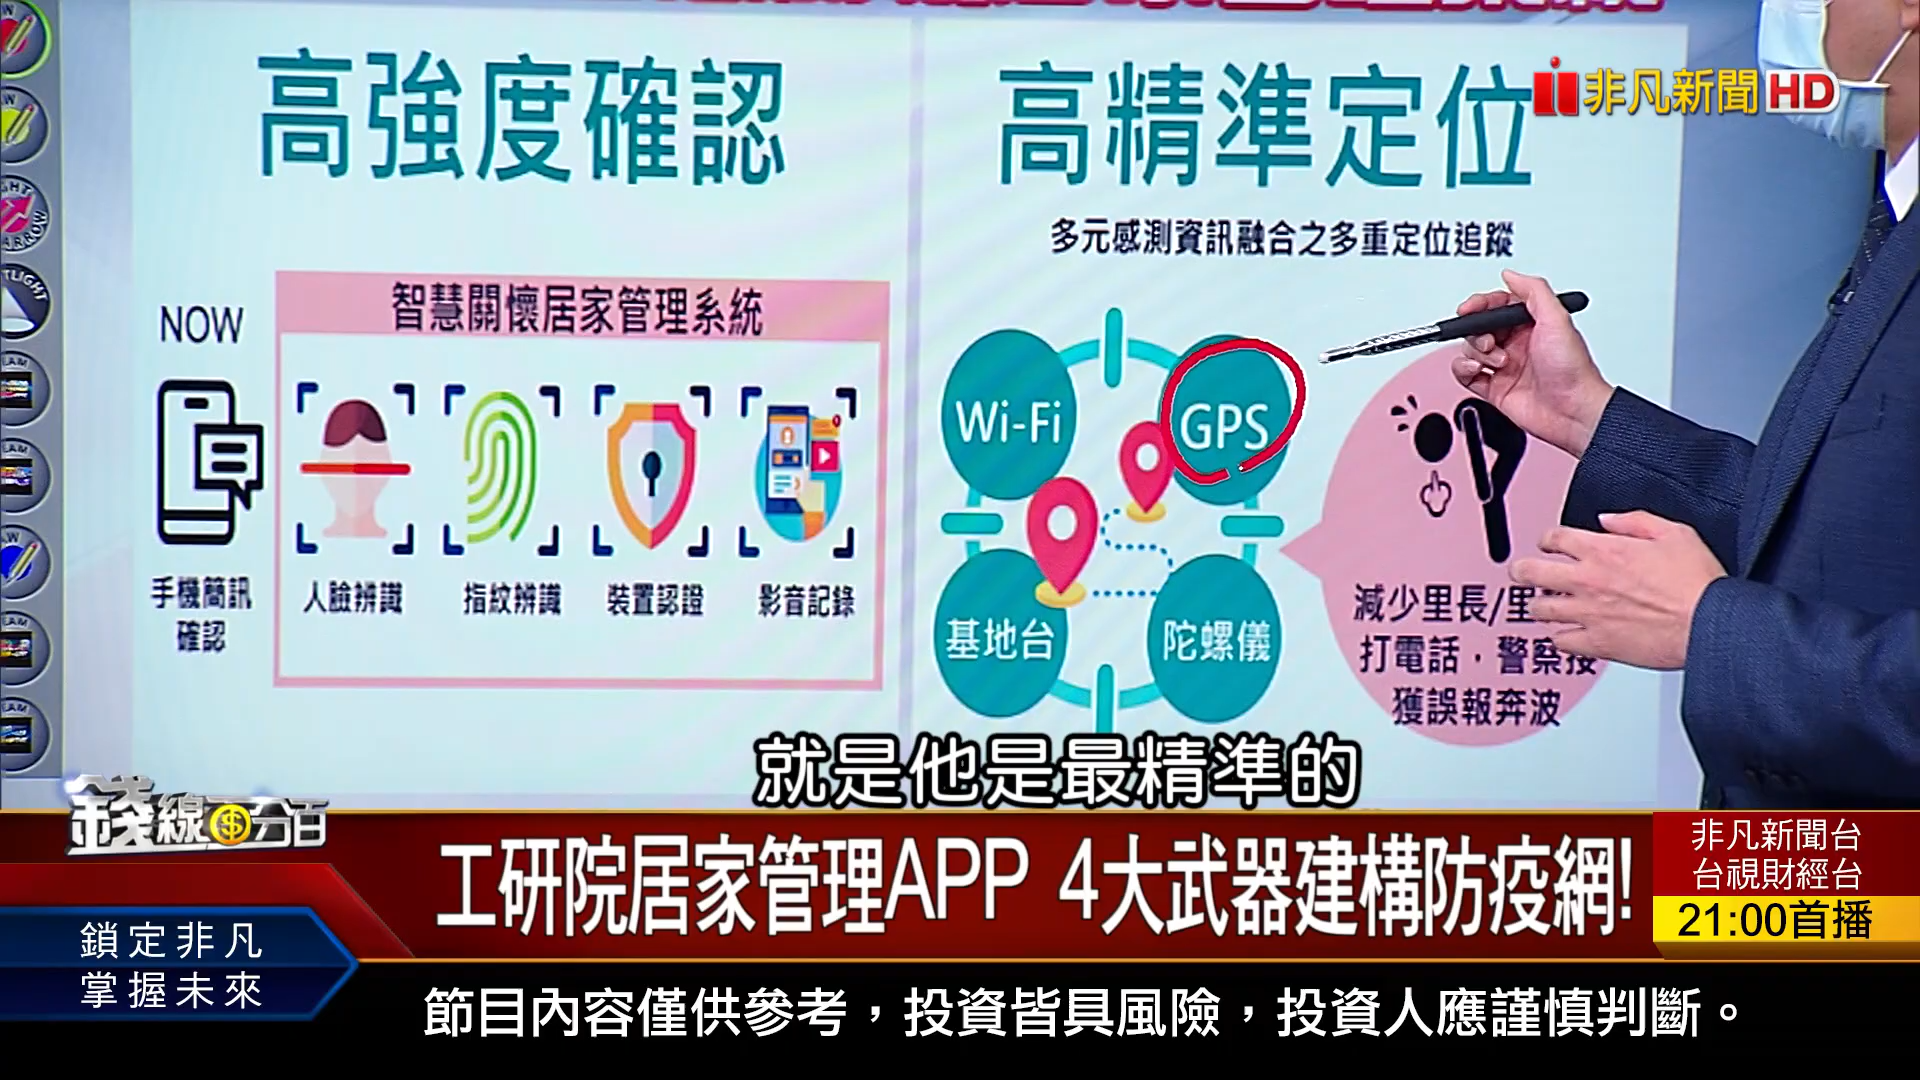 高強度確認
高精準定位
非凡新聞HD
多元感測資訊融合之多重定位追蹤
NOW
智慧關懷居家管理系統
手機簡訊
確認
人臉辨識
指紋辨識
裝置認證
影音記錄
Wi-Fi
GPS
基地台
陀螺儀
減少里長/里
打電話，警察接
獲誤報奔波
就是他是最精準的
錢線百分百
工研院居家管理APP 4大武器建構防疫網!
非凡新聞台
台視財經台
21:00首播
鎖定非凡
掌握未來
節目內容僅供參考，投資皆具風險，投資人應謹慎判斷。